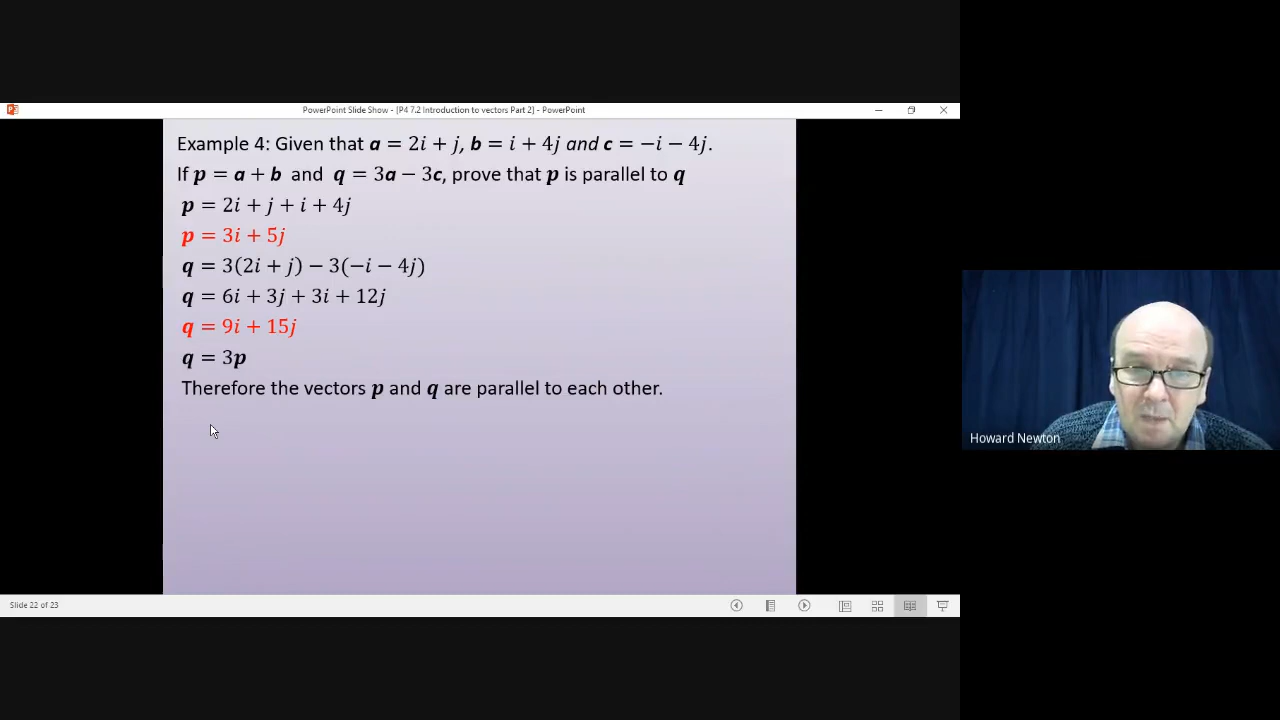 PowerPoint Slide Show - [P4 7.2 Introduction to vectors Part 2] - PowerPoint
Example 4: Given that a = 2i + j, b = i + 4j and c = −i − 4j.
If p = a + b and q = 3a − 3c, prove that p is parallel to q
p = 2i + j + i + 4j
p = 3i + 5j
q = 3(2i + j) − 3(−i − 4j)
q = 6i + 3j + 3i + 12j
q = 9i + 15j
q = 3p
Therefore the vectors p and q are parallel to each other.
Howard Newton
Slide 22 of 23